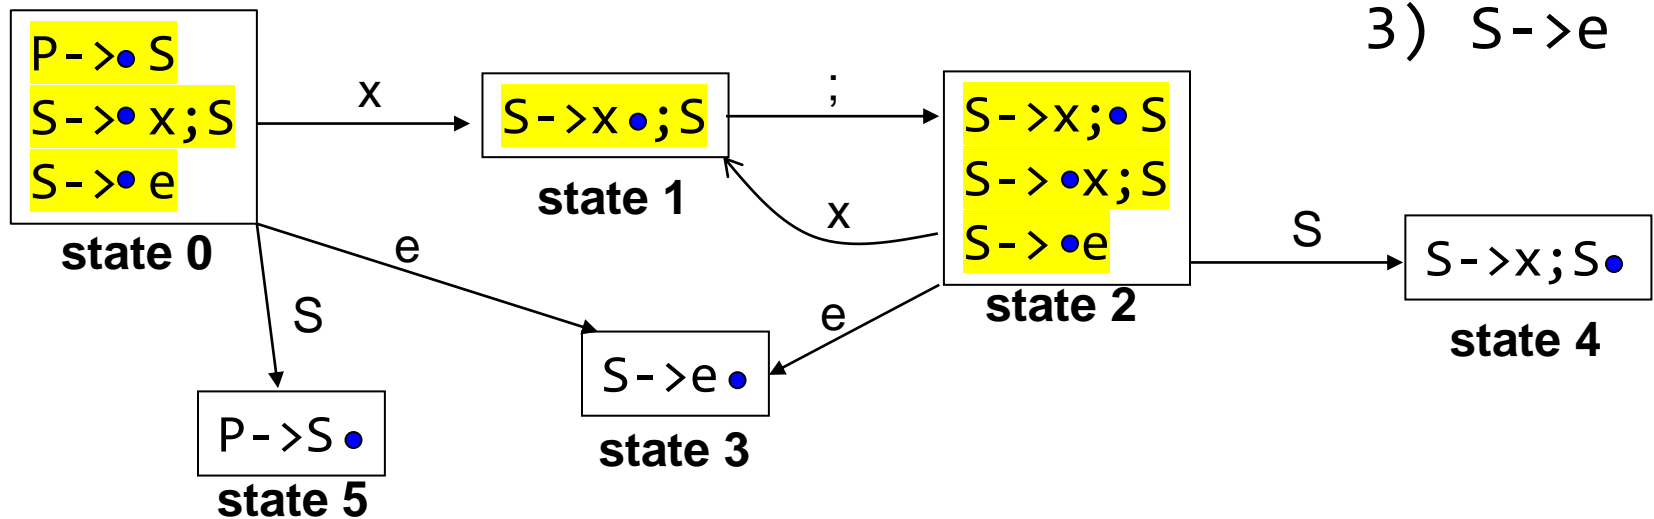 3) S->e
P->• S
S->• x;S
S->• e
state 0
x
S->x•;S
state 1
;
S->x;• S
S->•x;S
S->•e
state 2
x
S
S->x;S•
state 4
e
e
S
S->e•
state 3
P->S•
state 5